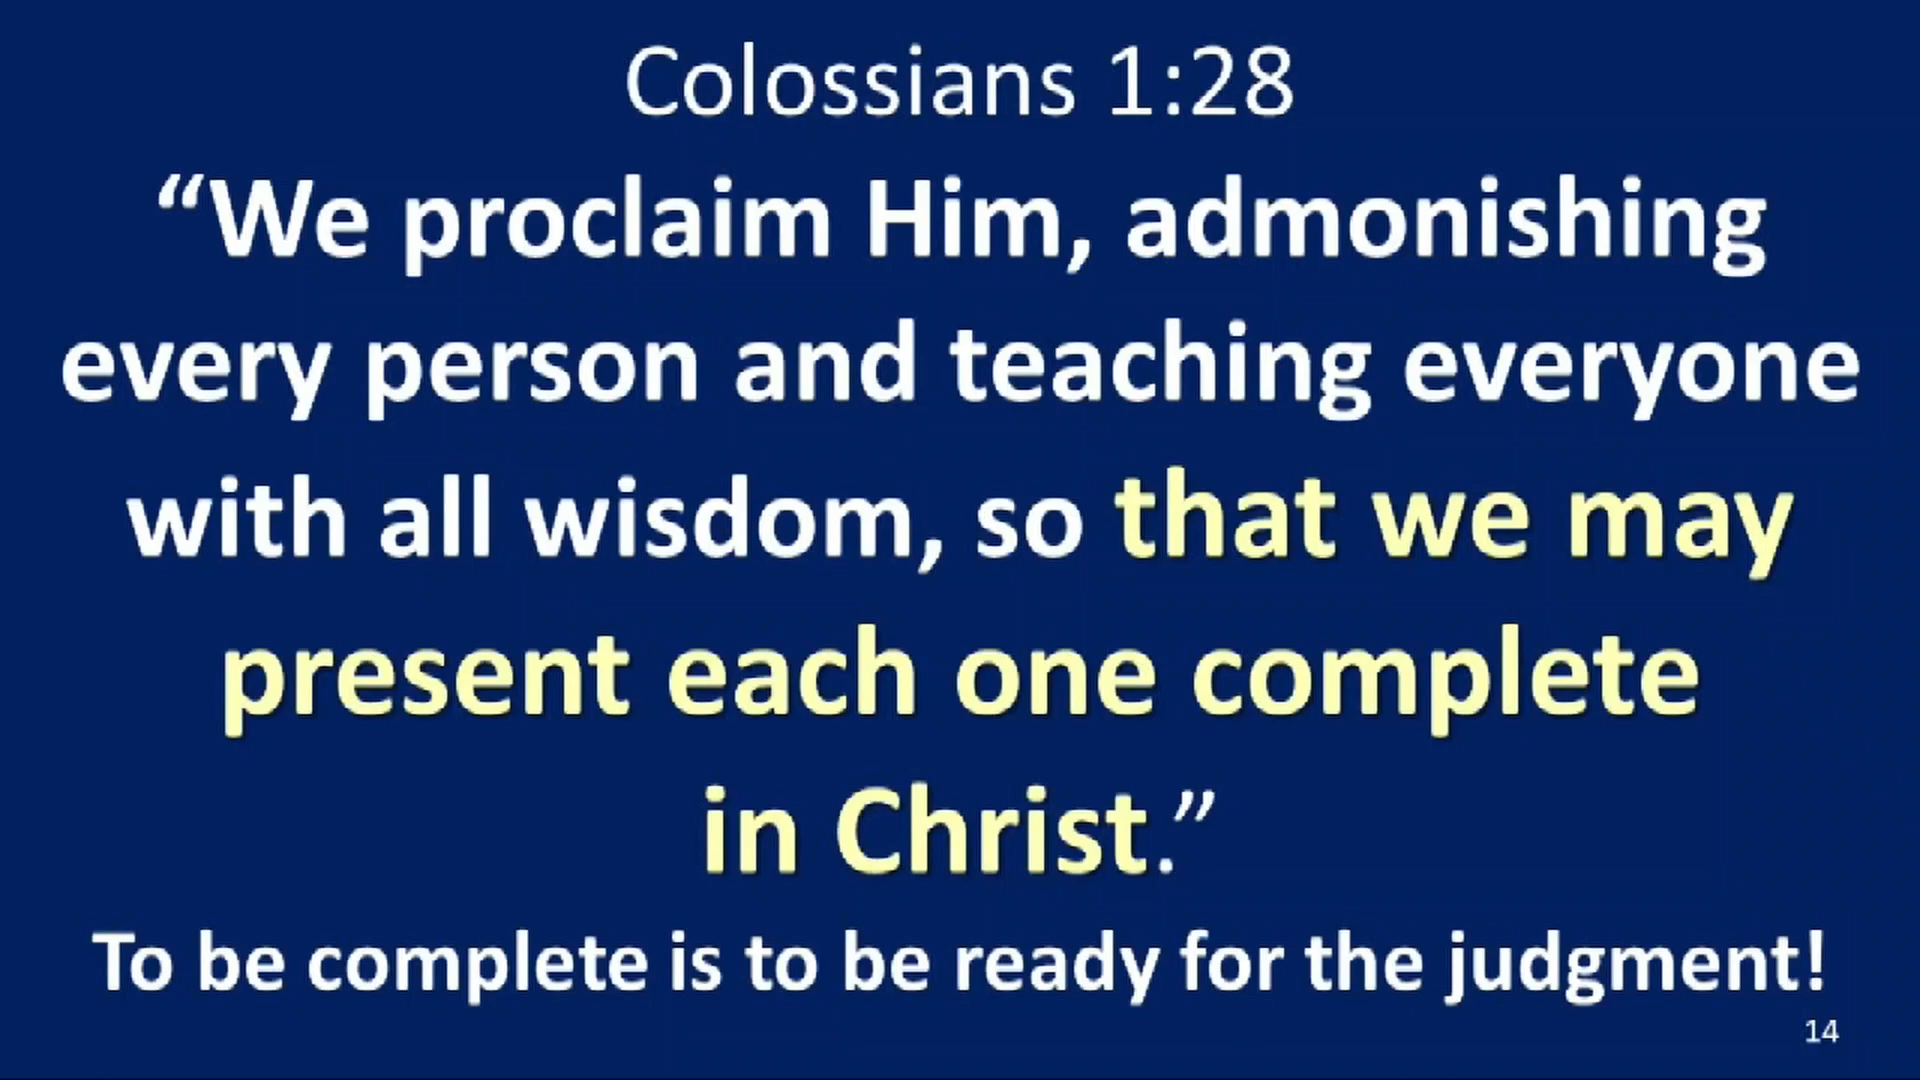 Colossians 1:28
“We proclaim Him, admonishing
every person and teaching everyone
with all wisdom, so that we may
present each one complete
in Christ.”
To be complete is to be ready for the judgment!
14